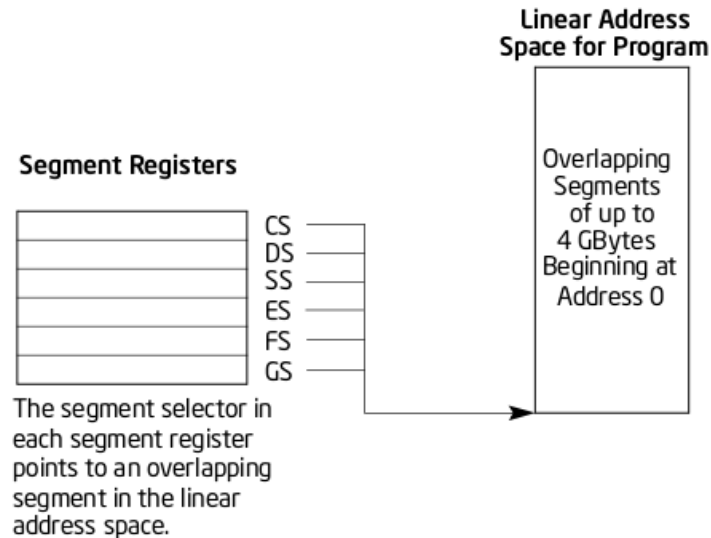 Linear Address
Space for Program
Overlapping
Segments
of up to
4 GBytes
Beginning at
Address 0
Segment Registers
CS
DS
SS
ES
FS
GS
The segment selector in
each segment register
points to an overlapping
segment in the linear
address space.